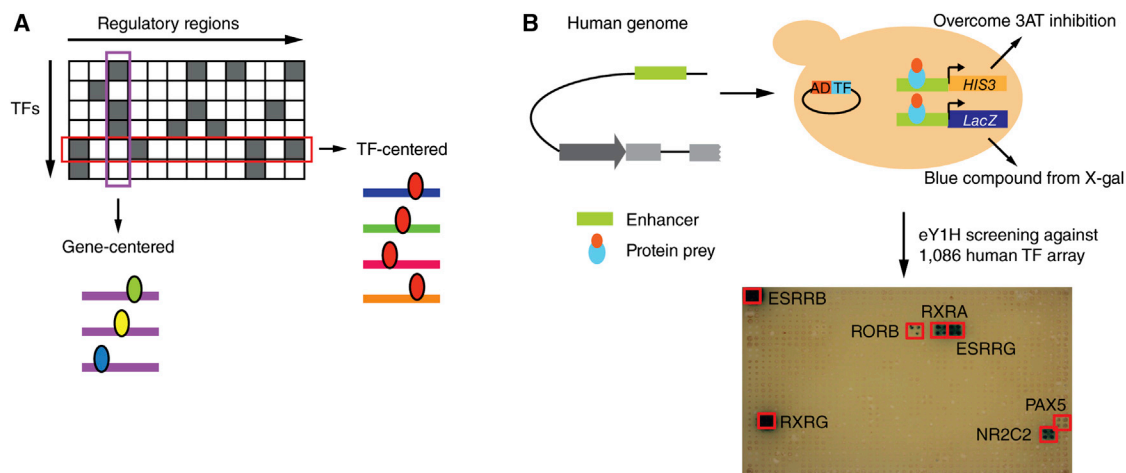 A
Regulatory regions
TFs
TF-centered
Gene-centered
B
Human genome
Overcome 3AT inhibition
AD TF
HIS3
LacZ
Blue compound from X-gal
Enhancer
Protein prey
eY1H screening against
1,086 human TF array
ESRRB
RXRA
RORB
ESRRG
PAX5
RXRG
NR2C2